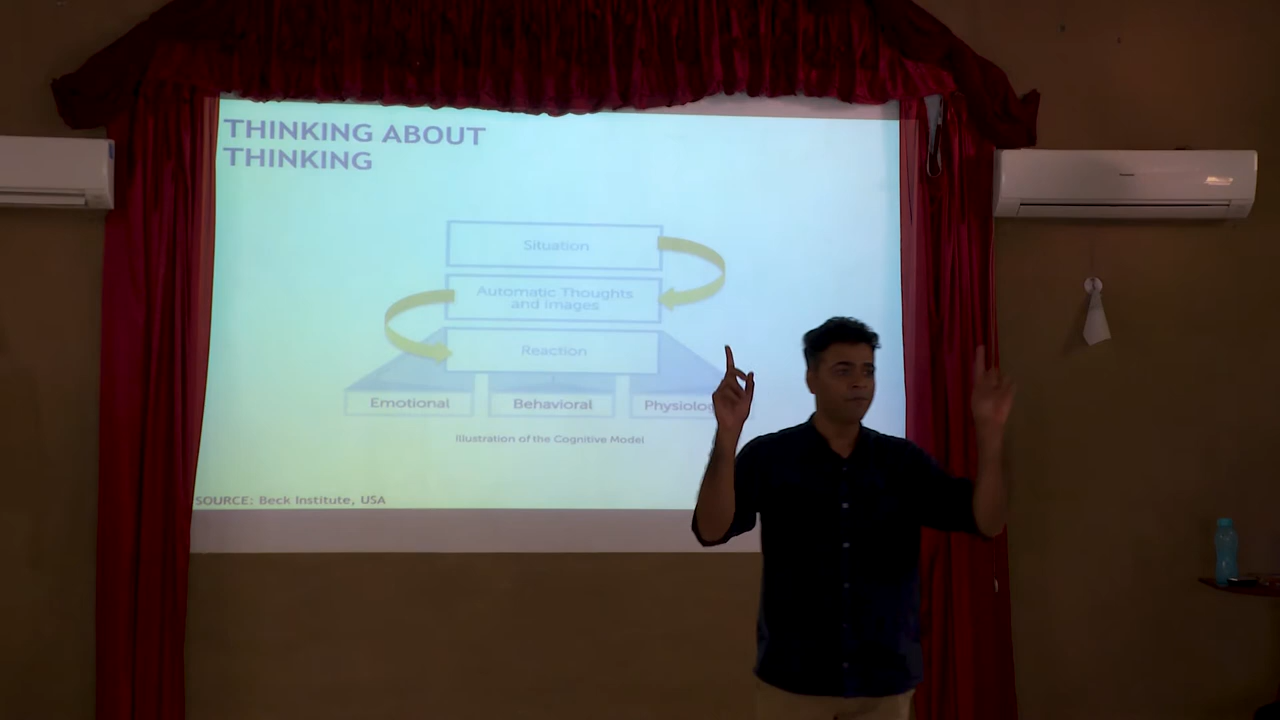 THINKING ABOUT
THINKING
Situation
Automatic Thoughts
and Images
Reaction
Emotional
Behavioral
Illustration of the Cognitive Model
SOURCE: Beck Institute, USA